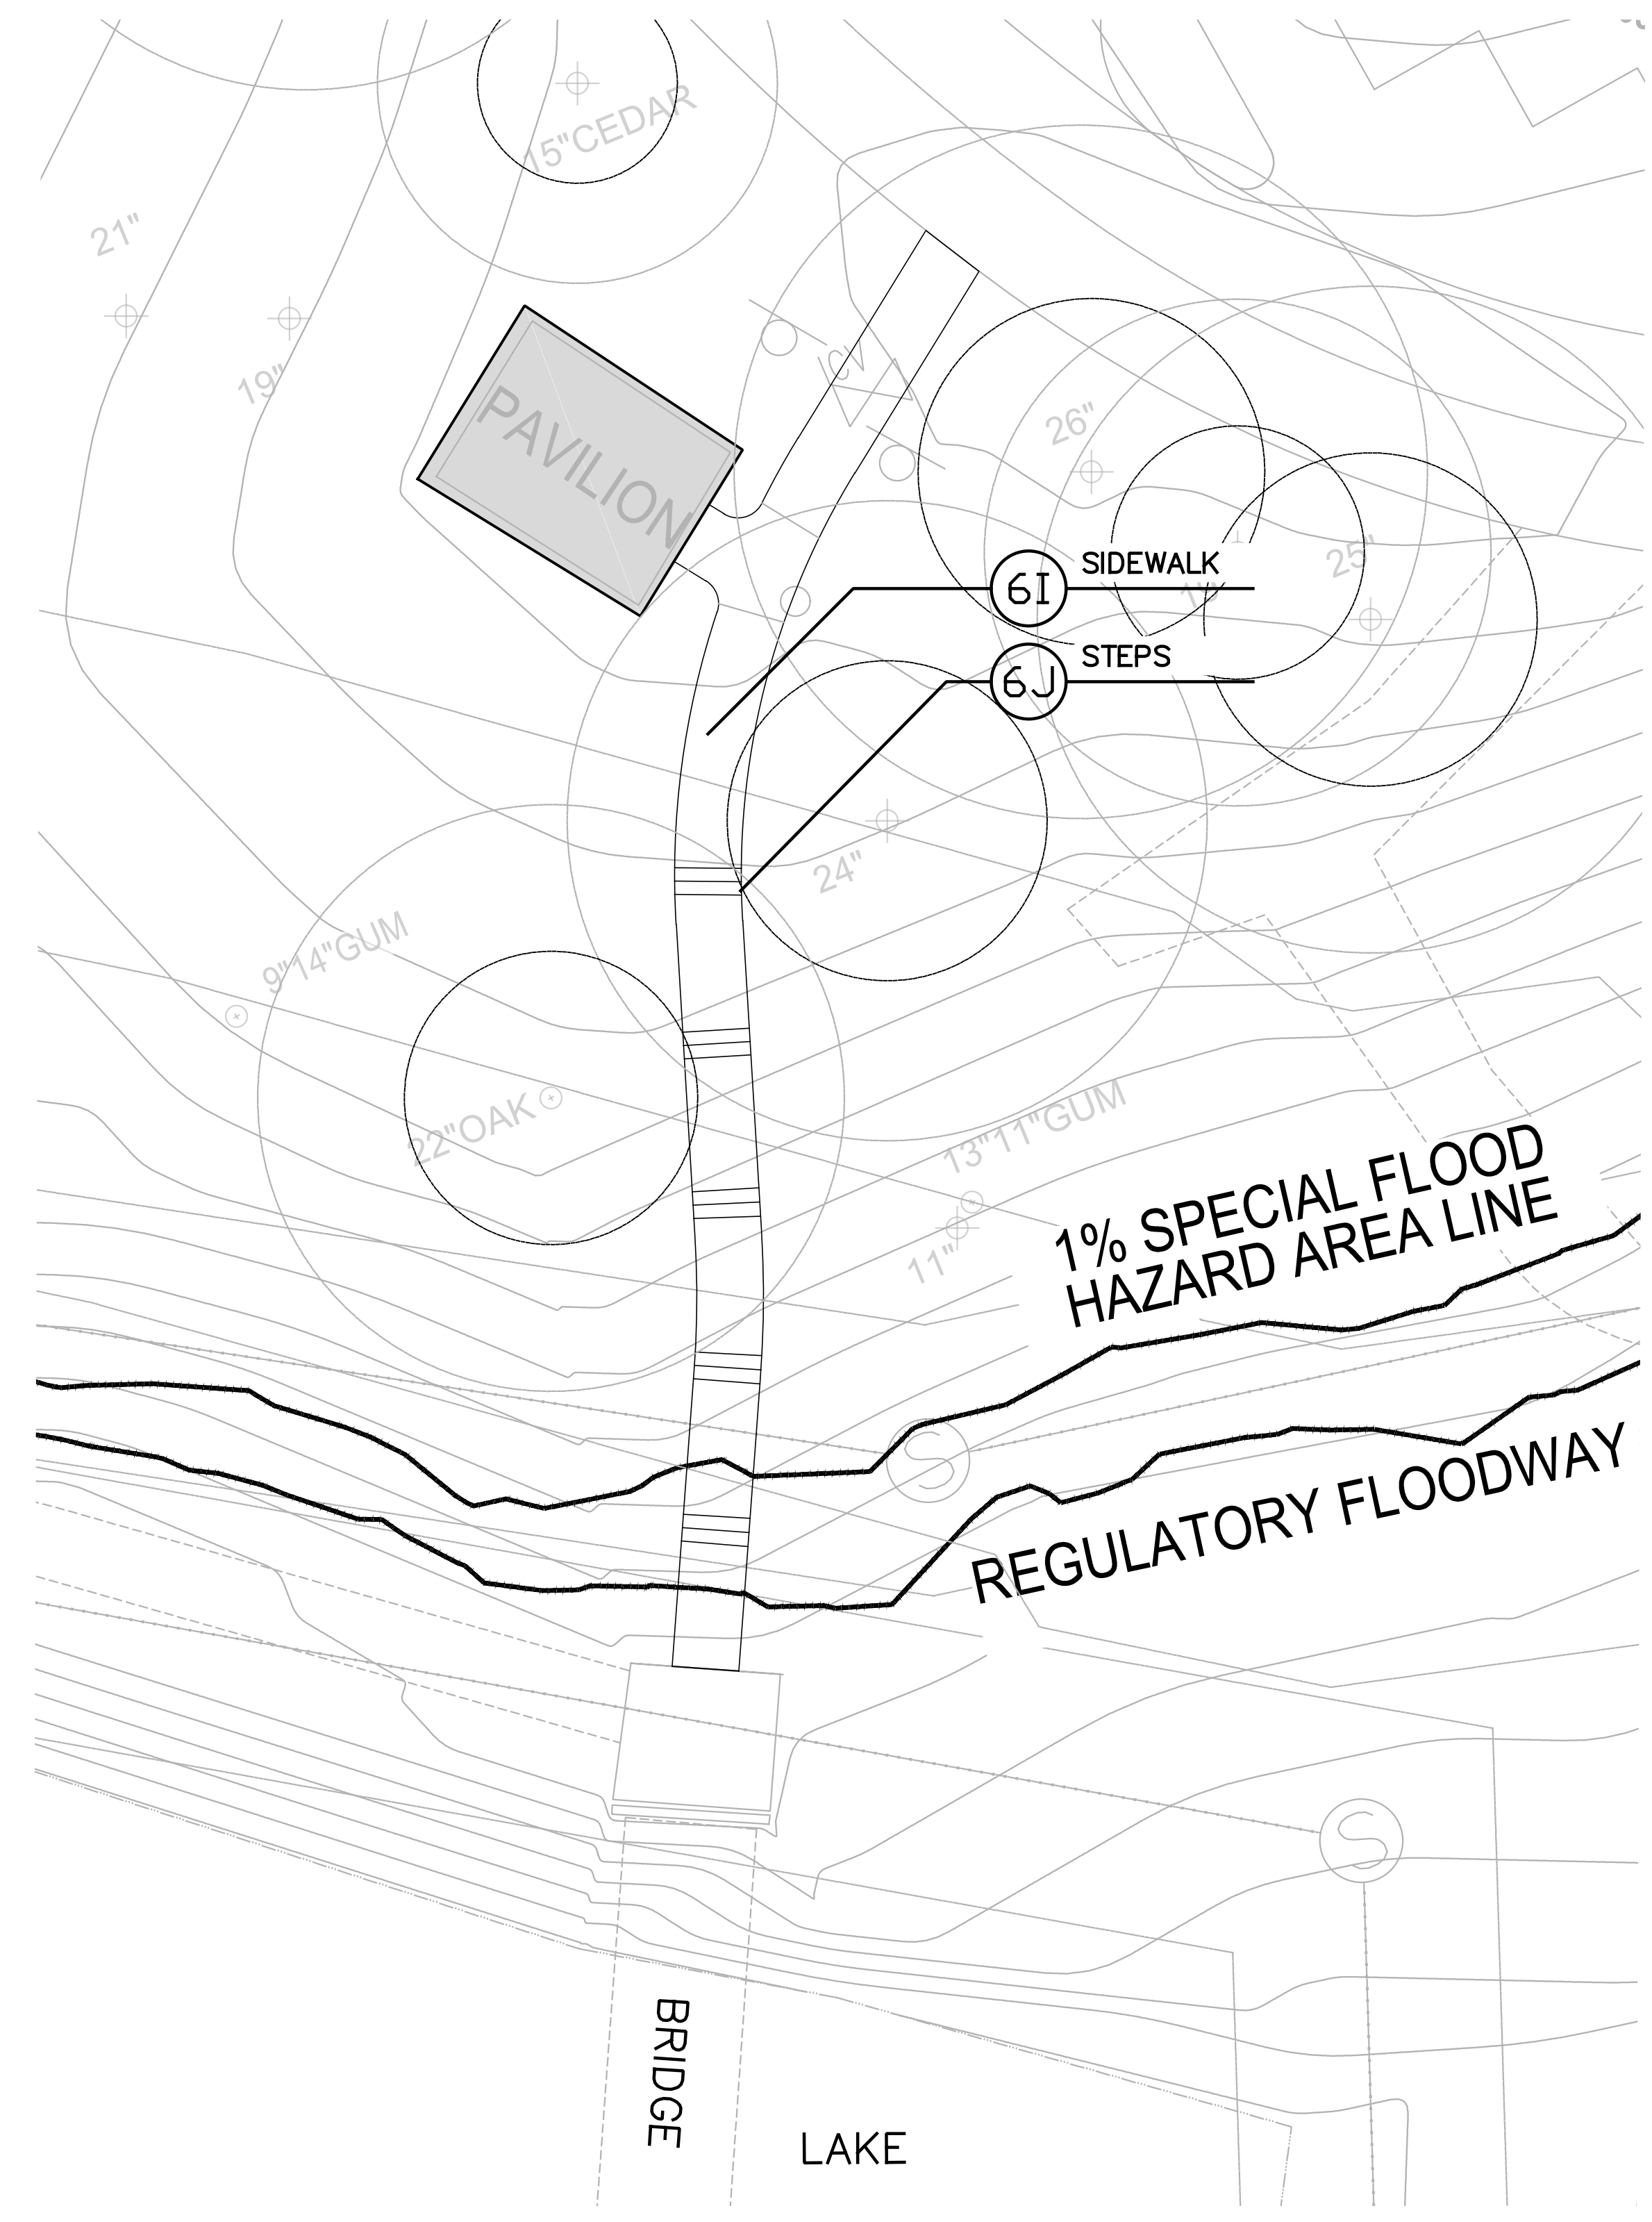 15"CEDAR
21"
19"
PAVILION
ICV
26"
25"
6I SIDEWALK
6J STEPS
24"
9"14"GUM
22"OAK
13"11"GUM
11"
1% SPECIAL FLOOD
HAZARD AREA LINE
S
REGULATORY FLOODWAY
S
BRIDGE
LAKE